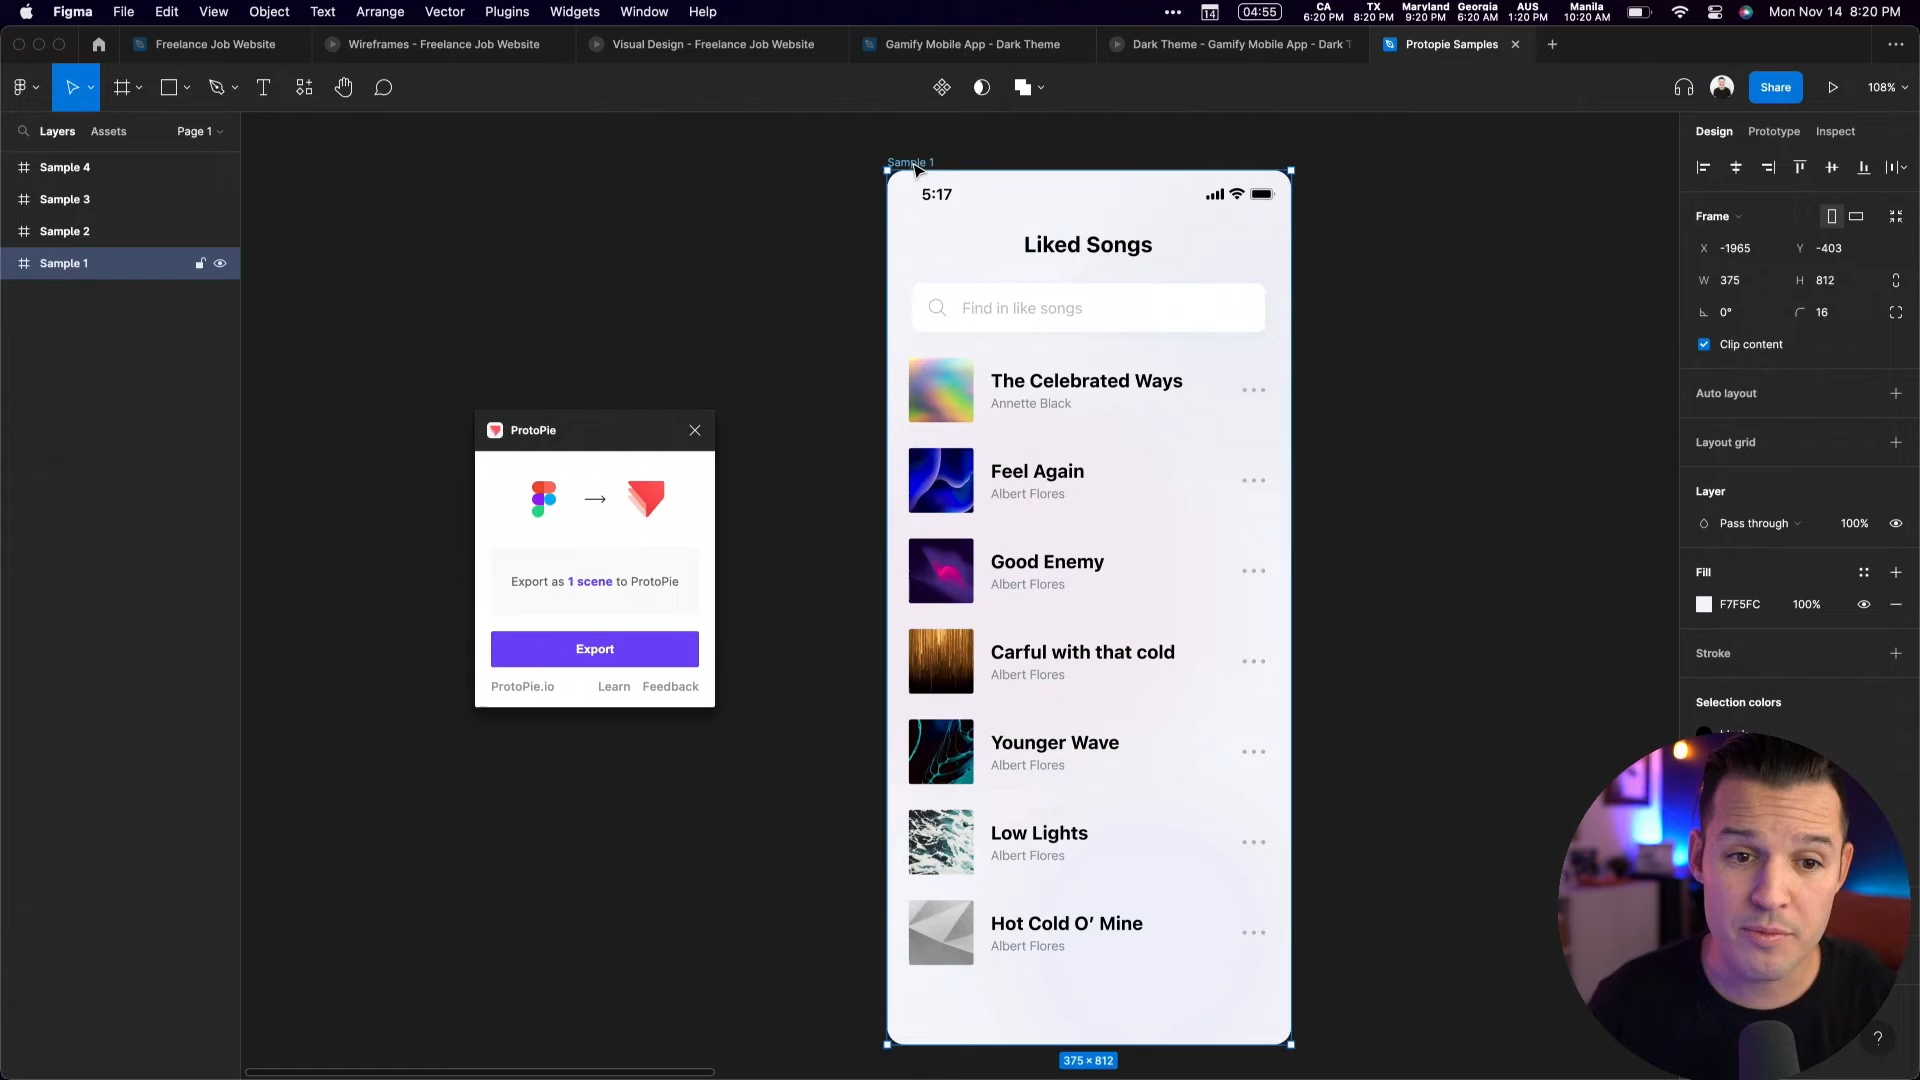 Figma File Edit View Object Text Arrange Vector Plugins Widgets Window Help
14 04:55 CA 6:20 PM TX 8:20 PM Maryland 9:20 PM Georgia 6:20 AM AUS 1:20 PM Manila 10:20 AM Mon Nov 14 8:20 PM
Freelance Job Website
Wireframes - Freelance Job Website
Visual Design - Freelance Job Website
Gamify Mobile App - Dark Theme
Dark Theme - Gamify Mobile App - Dark T
Protopie Samples
Share
108%
Layers
Assets
Page 1
Sample 4
Sample 3
Sample 2
Sample 1
ProtoPie
Export as 1 scene to ProtoPie
Export
ProtoPie.io
Learn
Feedback
Sample 1
5:17
Liked Songs
Find in like songs
The Celebrated Ways
Annette Black
Feel Again
Albert Flores
Good Enemy
Albert Flores
Carful with that cold
Albert Flores
Younger Wave
Albert Flores
Low Lights
Albert Flores
Hot Cold O’ Mine
Albert Flores
375 × 812
Design
Prototype
Inspect
Frame
X -1965
Y -403
W 375
H 812
0°
16
Clip content
Auto layout
Layout grid
Layer
Pass through
100%
Fill
F7F5FC
100%
Stroke
Selection colors
?